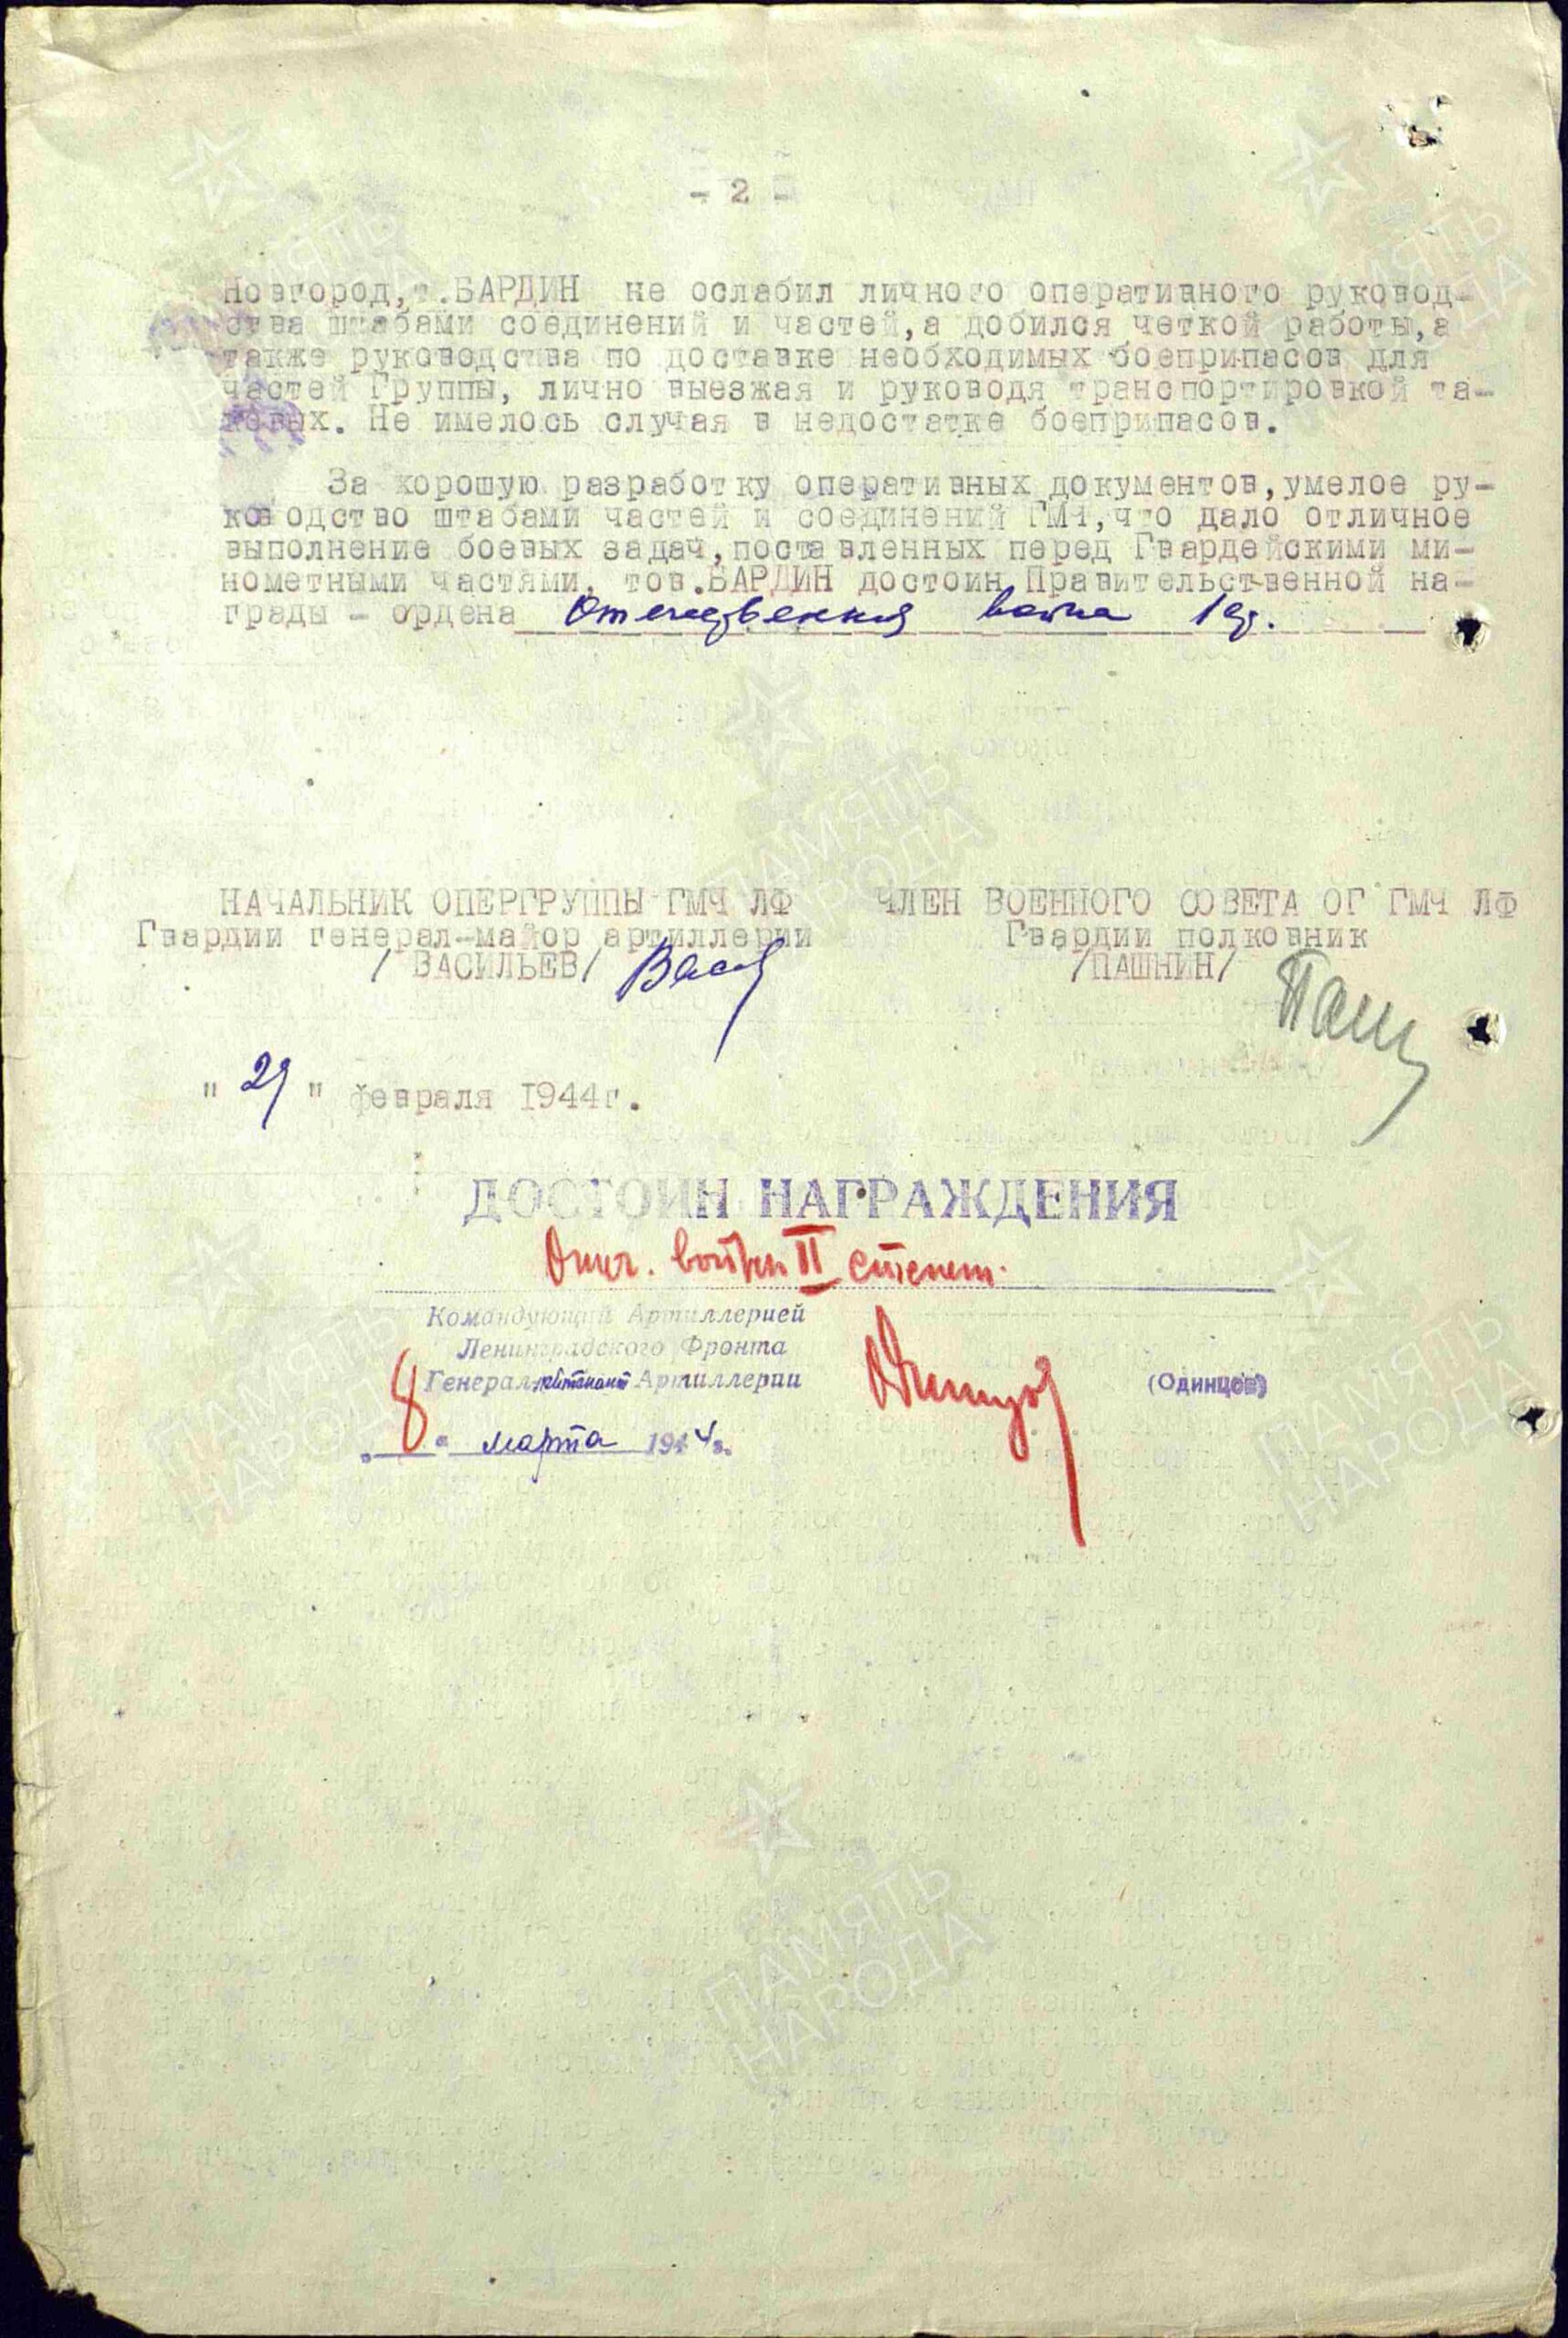 - 2 -
Новгород, т.БАРДИН не ослабил личного оперативного руковод-
ства штабами соединений и частей, а добился четкой работы, а
также руководства по доставке необходимых боеприпасов для
частей Группы, лично выезжая и руководя транспортировкой та-
ковых. Не имелось случая в недостатке боеприпасов.
За хорошую разработку оперативных документов, умелое ру-
ководство штабами частей и соединений ГМЧ, что дало отличное
выполнение боевых задач, поставленных перед Гвардейскими ми-
нометными частями, тов.БАРДИН достоин Правительственной на-
грады - ордена Отечественная война 1 ст.
НАЧАЛЬНИК ОПЕРГРУППЫ ГМЧ ЛФ ЧЛЕН ВОЕННОГО СОВЕТА ОГ ГМЧ ЛФ
Гвардии генерал-майор артиллерии Гвардии полковник
/ ВАСИЛЬЕВ/ /ПАШНИН/
" 29 " февраля 1944г.
ДОСТОИН НАГРАЖДЕНИЯ
Отеч. войны II степени.
Командующий Артиллерией
Ленинградского Фронта
Генерал-лейтенант Артиллерии (Одинцов)
„8" марта 1944г.
ПАМЯТЬ
НАРОДА